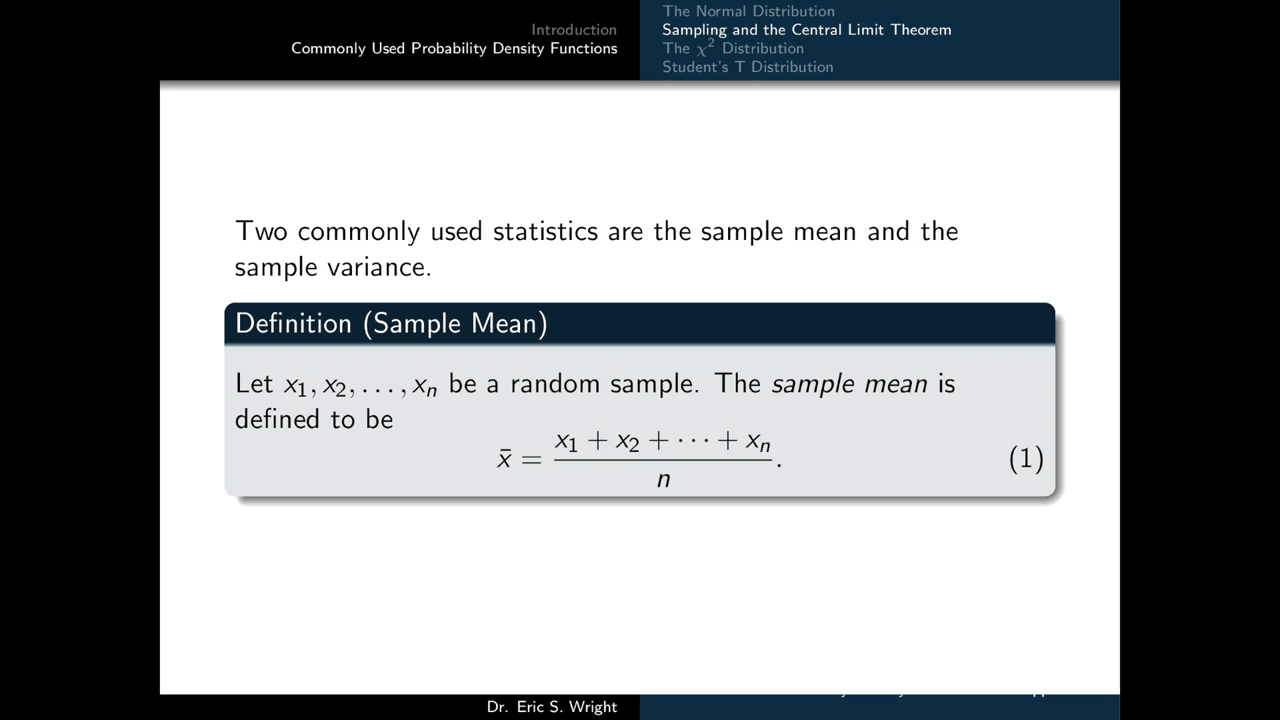 Introduction
Commonly Used Probability Density Functions
The Normal Distribution
Sampling and the Central Limit Theorem
The χ² Distribution
Student's T Distribution
Two commonly used statistics are the sample mean and the
sample variance.
Definition (Sample Mean)
Let x₁, x₂, . . . , xₙ be a random sample. The sample mean is
defined to be
x̄ = (x₁ + x₂ + ··· + xₙ) / n . (1)
Dr. Eric S. Wright